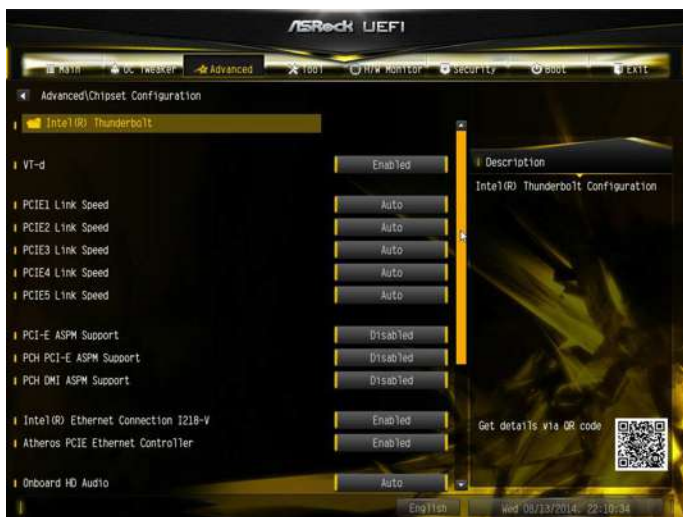 ASRock UEFI
Main OC Tweaker Advanced Tool H/W Monitor Security Boot Exit
Advanced\Chipset Configuration
Intel(R) Thunderbolt
VT-d Enabled
Description
Intel(R) Thunderbolt Configuration
PCIE1 Link Speed Auto
PCIE2 Link Speed Auto
PCIE3 Link Speed Auto
PCIE4 Link Speed Auto
PCIE5 Link Speed Auto
PCI-E ASPM Support Disabled
PCH PCI-E ASPM Support Disabled
PCH DMI ASPM Support Disabled
Intel(R) Ethernet Connection I218-V Enabled
Atheros PCIE Ethernet Controller Enabled
Get details via QR code
Onboard HD Audio Auto
English Wed 08/13/2014. 22:10:34